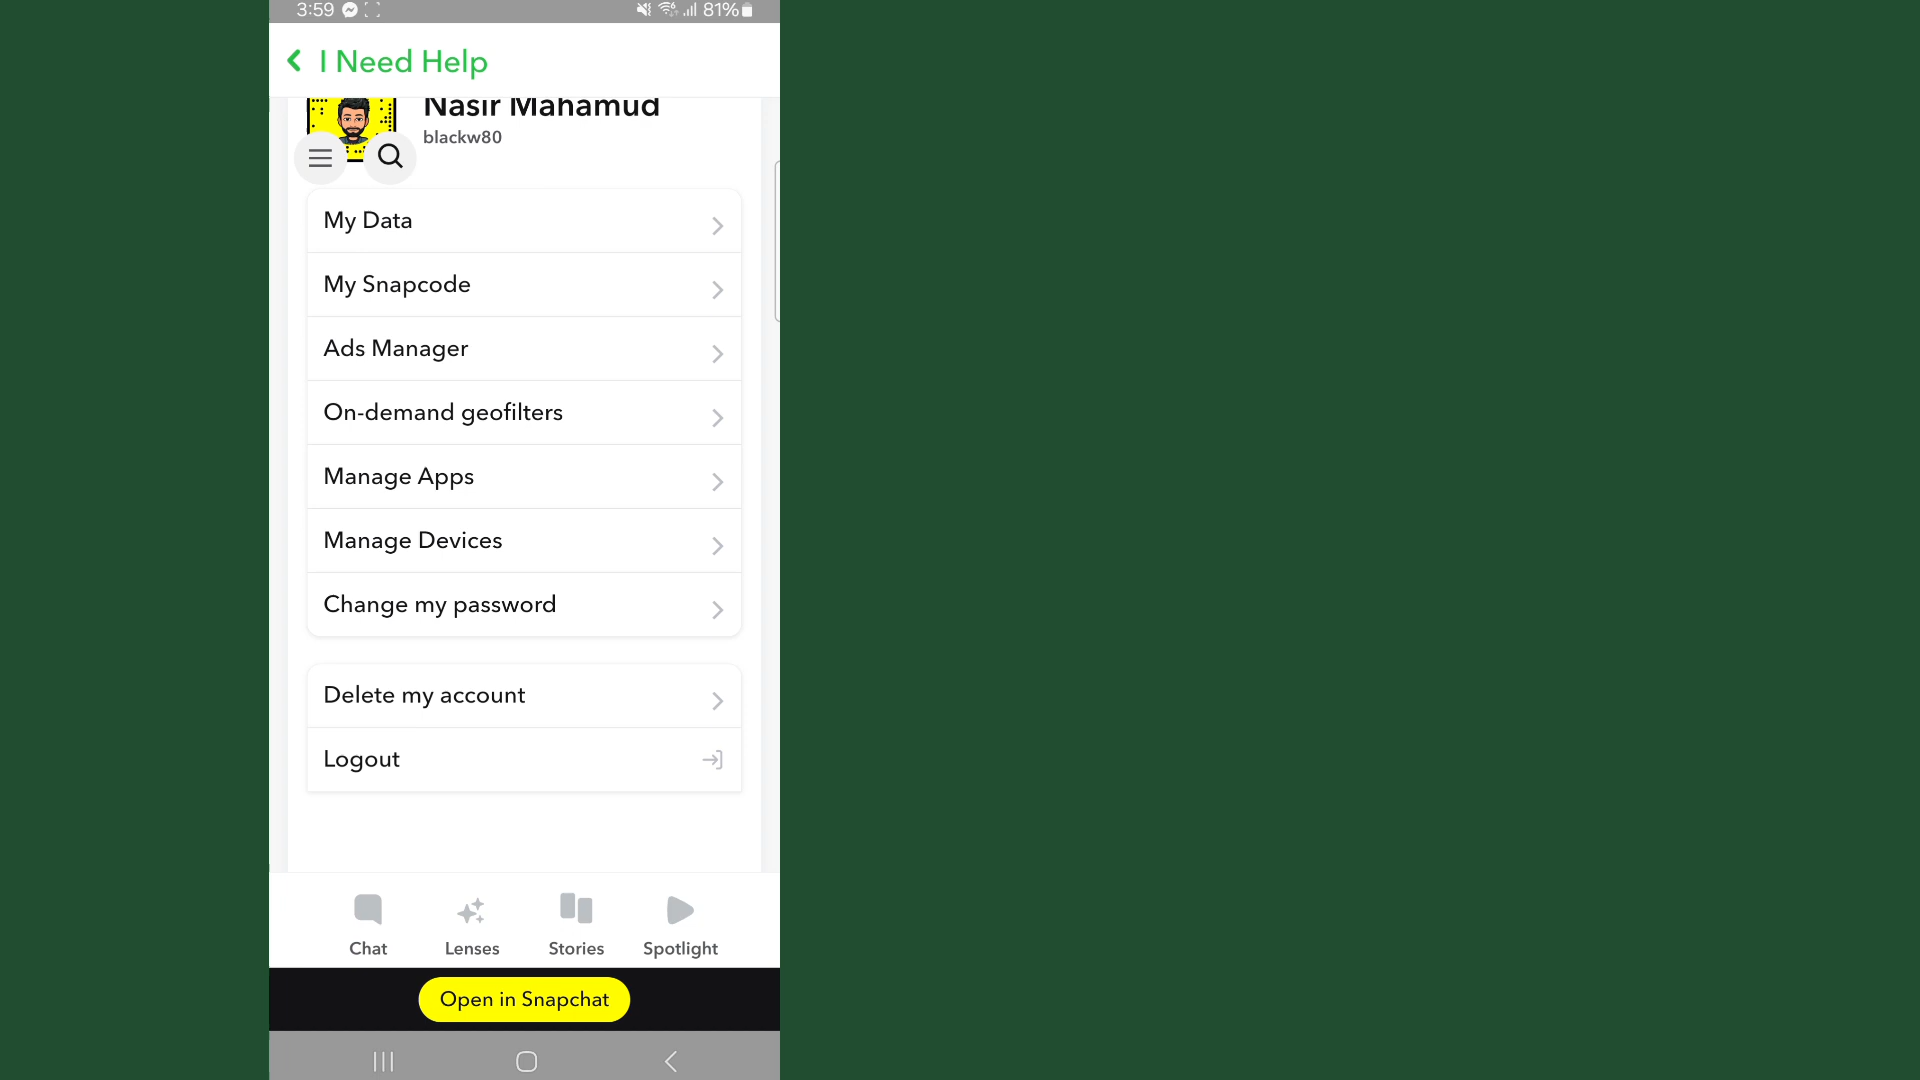 3:59 81%
I Need Help
Nasir Mahamud
blackw80
My Data
My Snapcode
Ads Manager
On-demand geofilters
Manage Apps
Manage Devices
Change my password
Delete my account
Logout
Chat Lenses Stories Spotlight
Open in Snapchat